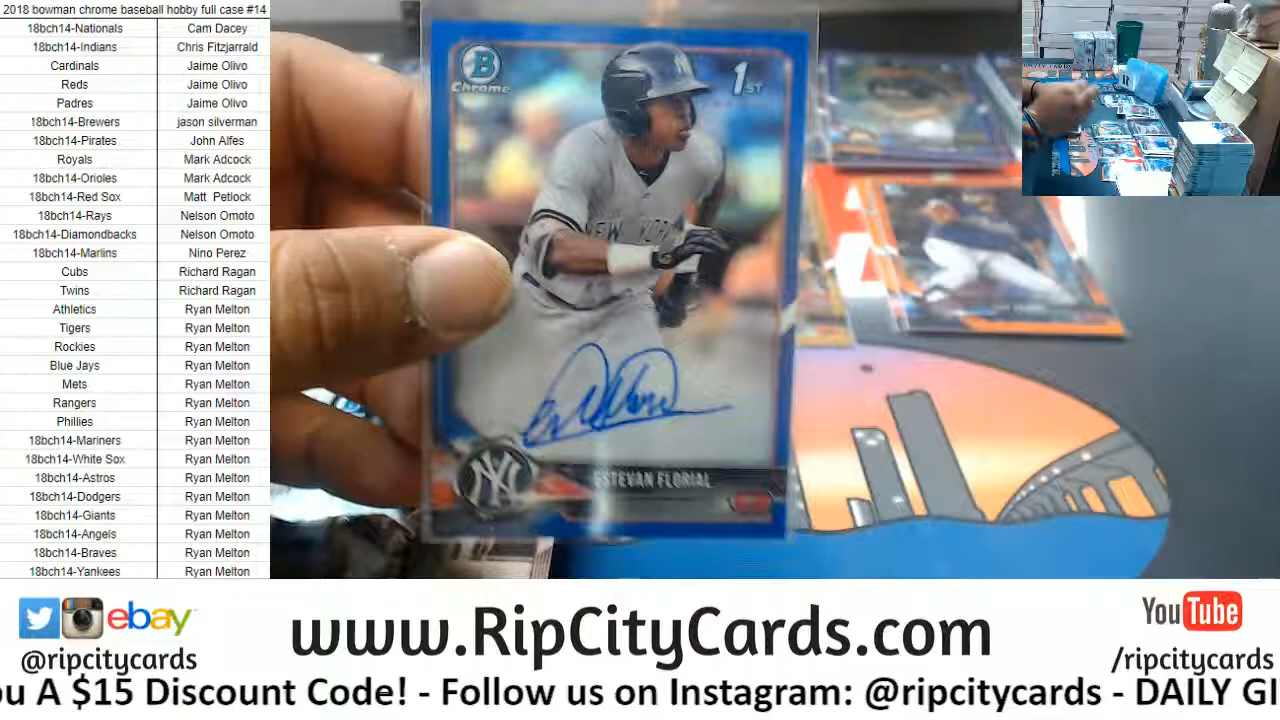 2018 bowman chrome baseball hobby full case #14
18bch14-Nationals Cam Dacey
18bch14-Indians Chris Fitzjarrald
Cardinals Jaime Olivo
Reds Jaime Olivo
Padres Jaime Olivo
18bch14-Brewers jason silverman
18bch14-Pirates John Alfes
Royals Mark Adcock
18bch14-Orioles Mark Adcock
18bch14-Red Sox Matt Petlock
18bch14-Rays Nelson Omoto
18bch14-Diamondbacks Nelson Omoto
18bch14-Marlins Nino Perez
Cubs Richard Ragan
Twins Richard Ragan
Athletics Ryan Melton
Tigers Ryan Melton
Rockies Ryan Melton
Blue Jays Ryan Melton
Mets Ryan Melton
Rangers Ryan Melton
Phillies Ryan Melton
18bch14-Mariners Ryan Melton
18bch14-White Sox Ryan Melton
18bch14-Astros Ryan Melton
18bch14-Dodgers Ryan Melton
18bch14-Giants Ryan Melton
18bch14-Angels Ryan Melton
18bch14-Braves Ryan Melton
18bch14-Yankees Ryan Melton
B
Chrome
1ST
NEW YORK
NY
ESTEVAN FLORIAL
ebay
@ripcitycards
www.RipCityCards.com
YouTube
/ripcitycards
ou A $15 Discount Code! - Follow us on Instagram: @ripcitycards - DAILY GI